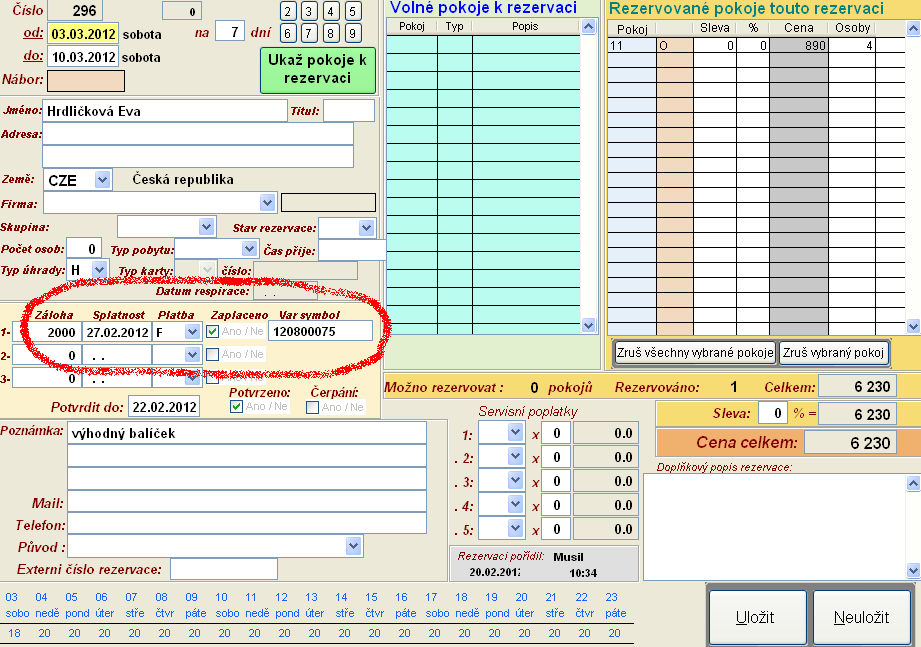 Číslo 296 0 2 3 4 5
od: 03.03.2012 sobota na 7 dní 6 7 8 9
do: 10.03.2012 sobota
Ukaž pokoje k rezervaci
Nábor:
Jméno: Hrdličková Eva Titul:
Adresa:
Země: CZE Česká republika
Firma:
Skupina: Stav rezervace:
Počet osob: 0 Typ pobytu: Čas přije:
Typ úhrady: H Typ karty: číslo:
Datum respirace: . .
Záloha Splatnost Platba Zaplaceno Var symbol
1- 2000 27.02.2012 F Ano / Ne 120800075
2- 0 . . Ano / Ne
3- 0 . . Ano / Ne
Potvrzeno: Čerpání:
Potvrdit do: 22.02.2012 Ano / Ne Ano / Ne
Poznámka: výhodný balíček
Mail:
Telefon:
Původ :
Externi číslo rezervace:
Volné pokoje k rezervaci
Pokoj Typ Popis
Rezervované pokoje touto rezervaci
Pokoj Sleva % Cena Osoby
11 O 0 0 890 4
Zruš všechny vybrané pokoje Zruš vybraný pokoj
Možno rezervovat : 0 pokojů Rezervováno: 1 Celkem: 6 230
Sleva: 0 % = 6 230
Cena celkem: 6 230
Servisní poplatky
1: x 0 0.0
. 2: x 0 0.0
. 3: x 0 0.0
. 4: x 0 0.0
. 5: x 0 0.0
Rezervaci pořídil: Musil
20.02.2012 10:34
Doplňkový popis rezervace:
03 04 05 06 07 08 09 10 11 12 13 14 15 16 17 18 19 20 21 22 23
sobo nedě pond úter stře čtvr páte sobo nedě pond úter stře čtvr páte sobo nedě pond úter stře čtvr páte
18 20 20 20 20 20 20 20 20 20 20 20 20 20 20 20 20 20 20 20 20
Uložit Neuložit